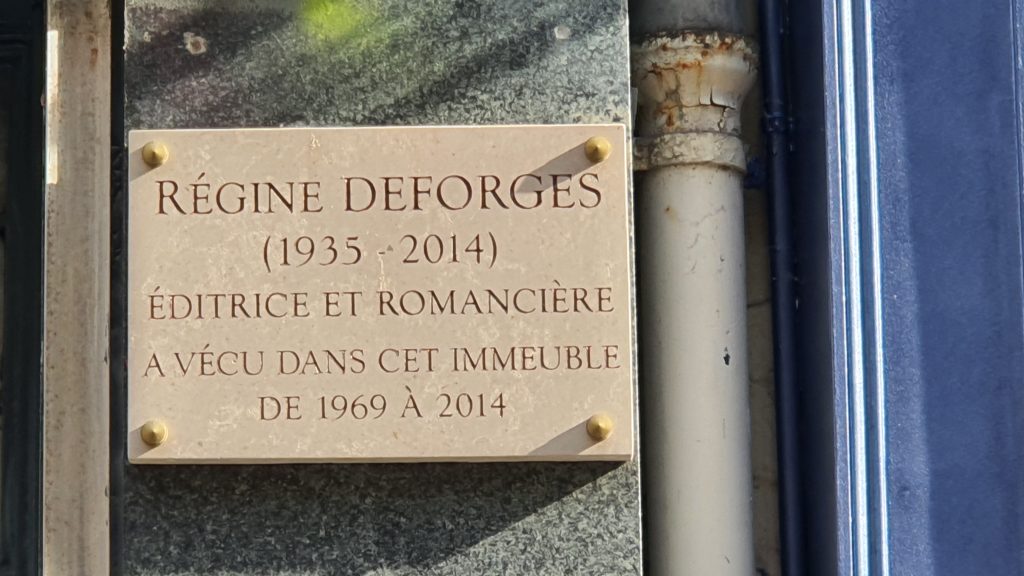 RÉGINE DEFORGES
(1935 - 2014)
ÉDITRICE ET ROMANCIÈRE
A VÉCU DANS CET IMMEUBLE
DE 1969 À 2014